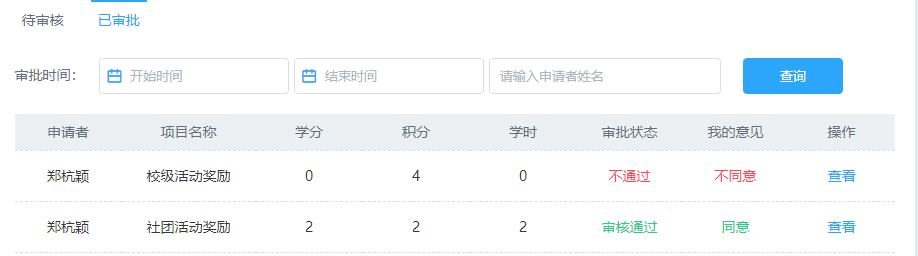 待审核 已审批
审批时间： 开始时间 结束时间 请输入申请者姓名 查询
申请者 项目名称 学分 积分 学时 审批状态 我的意见 操作
郑杭颖 校级活动奖励 0 4 0 不通过 不同意 查看
郑杭颖 社团活动奖励 2 2 2 审核通过 同意 查看